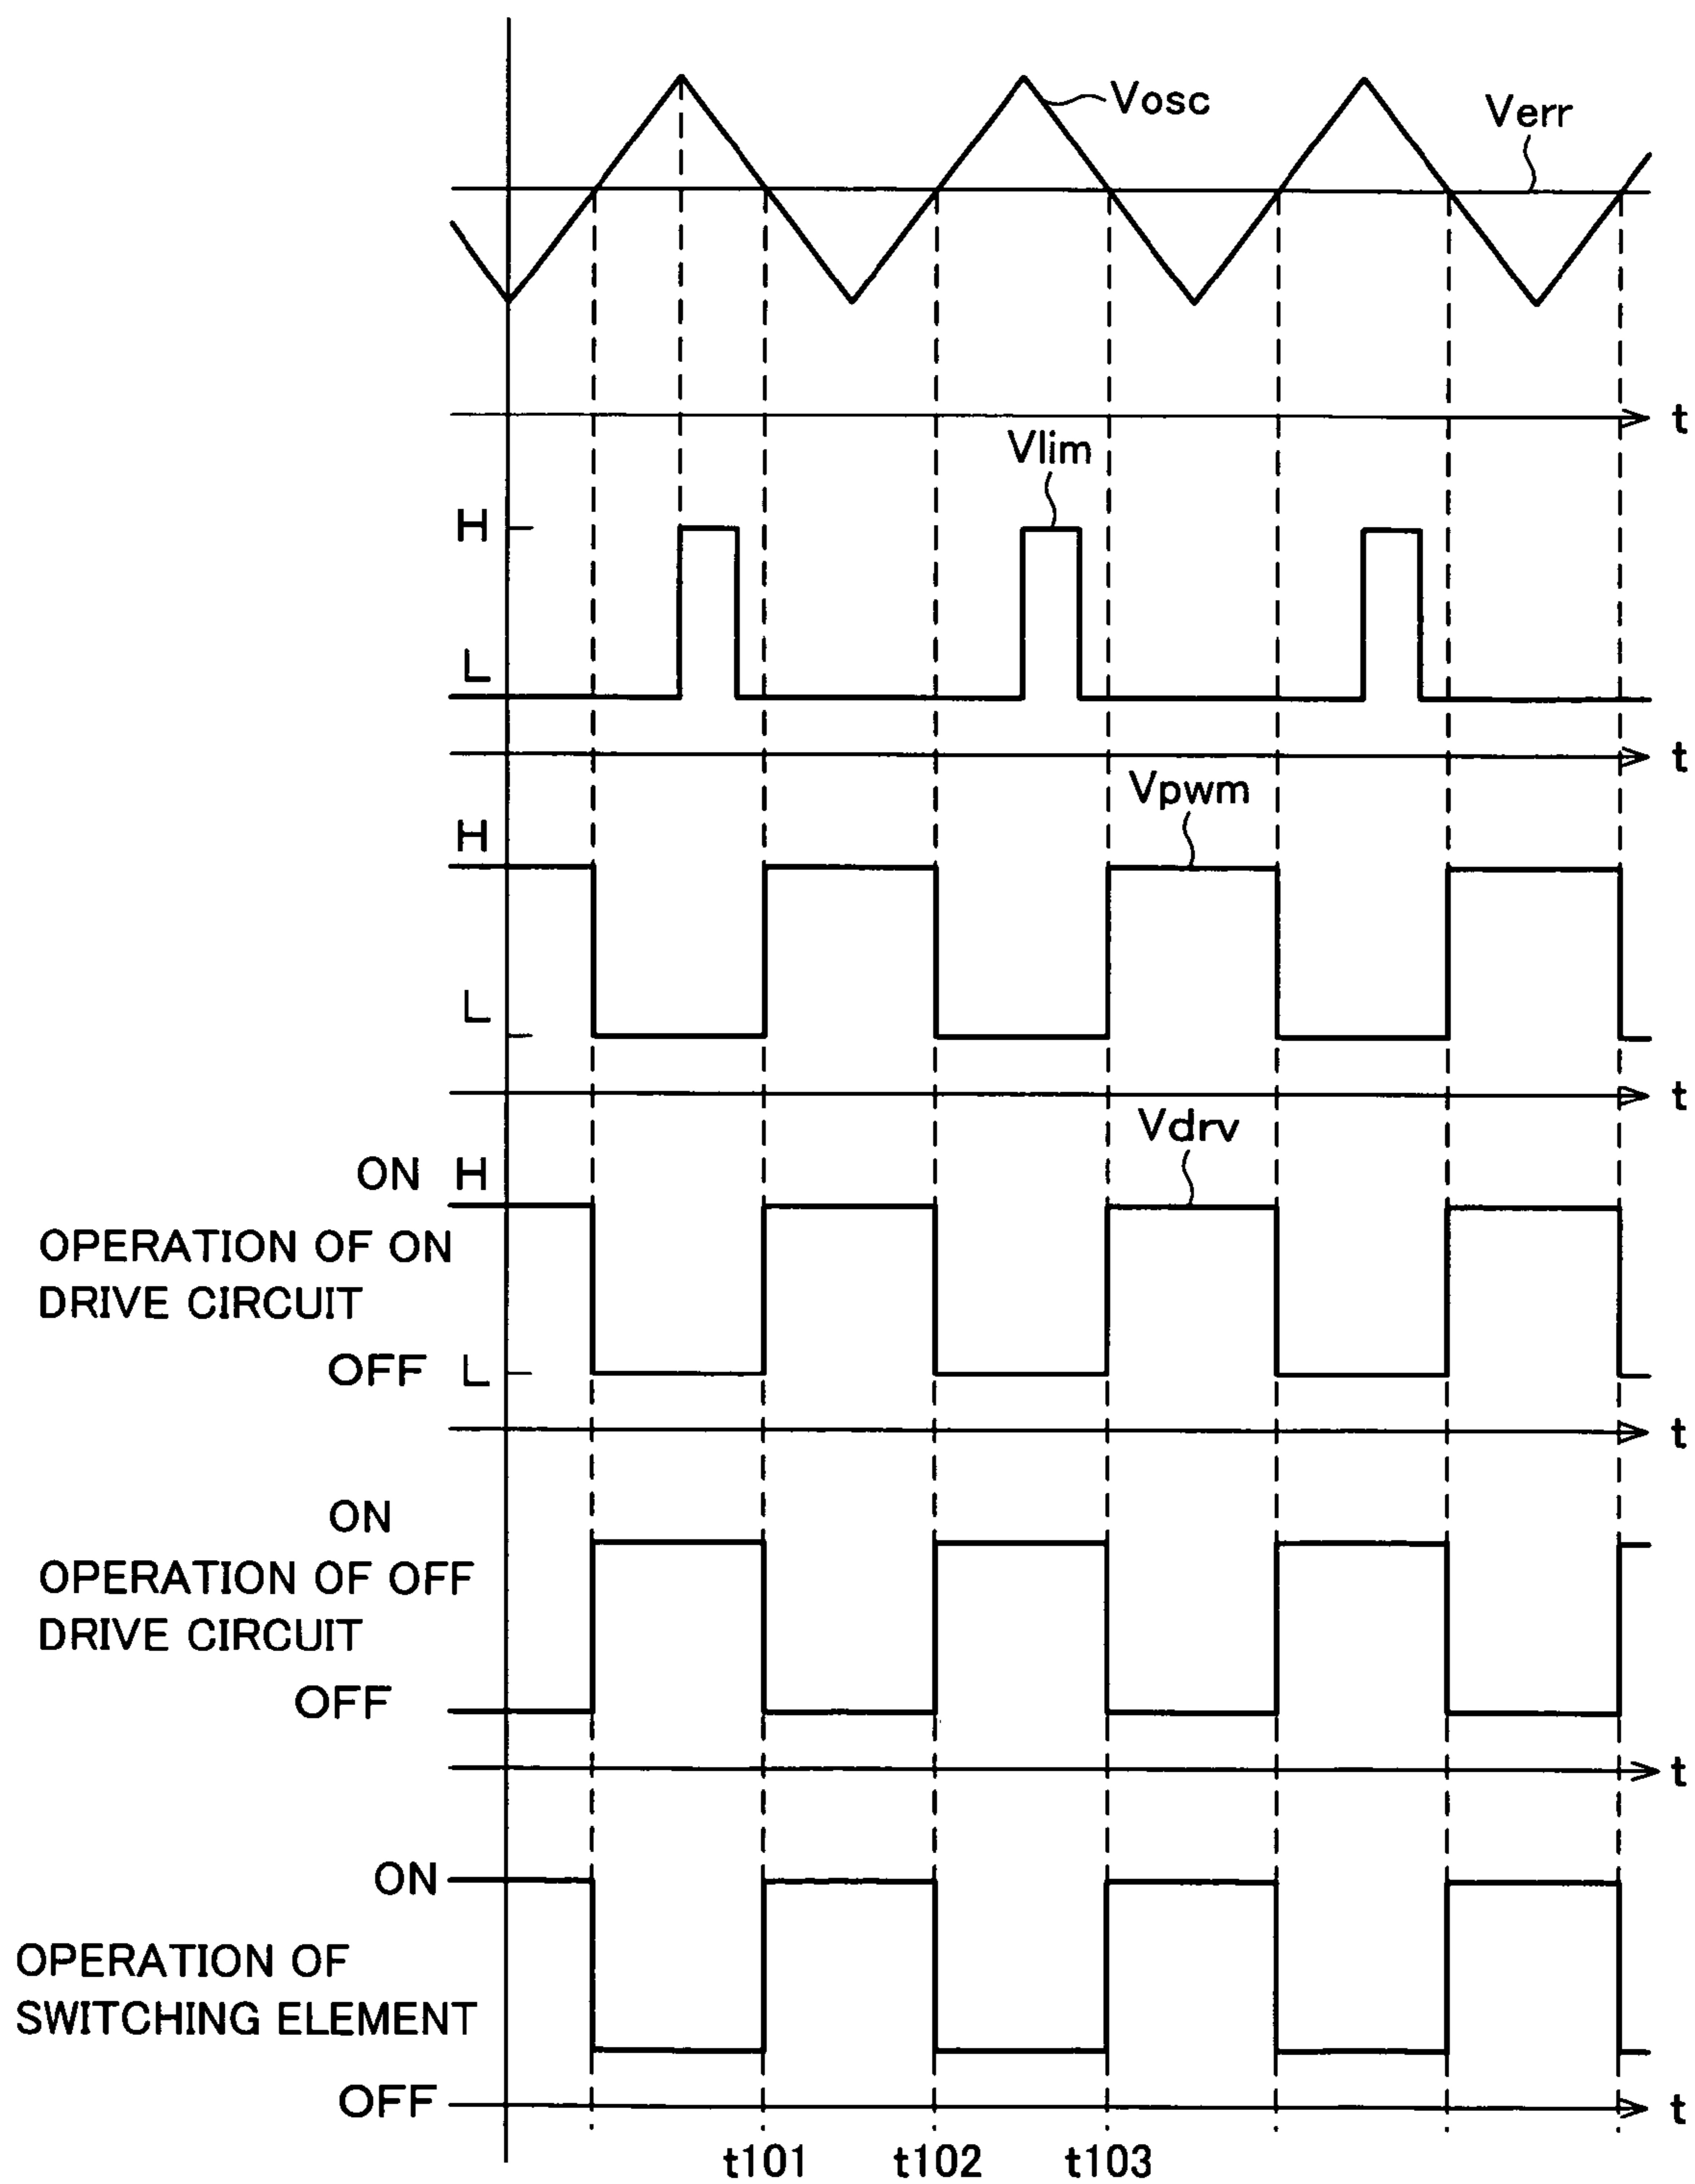 Vosc
Verr
t
Vlim
H
L
t
Vpwm
H
L
t
Vdrv
ON H
OPERATION OF ON
DRIVE CIRCUIT
OFF L
t
ON
OPERATION OF OFF
DRIVE CIRCUIT
OFF
t
ON
OPERATION OF
SWITCHING ELEMENT
OFF
t
t101 t102 t103